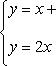 y = x +
y = 2x